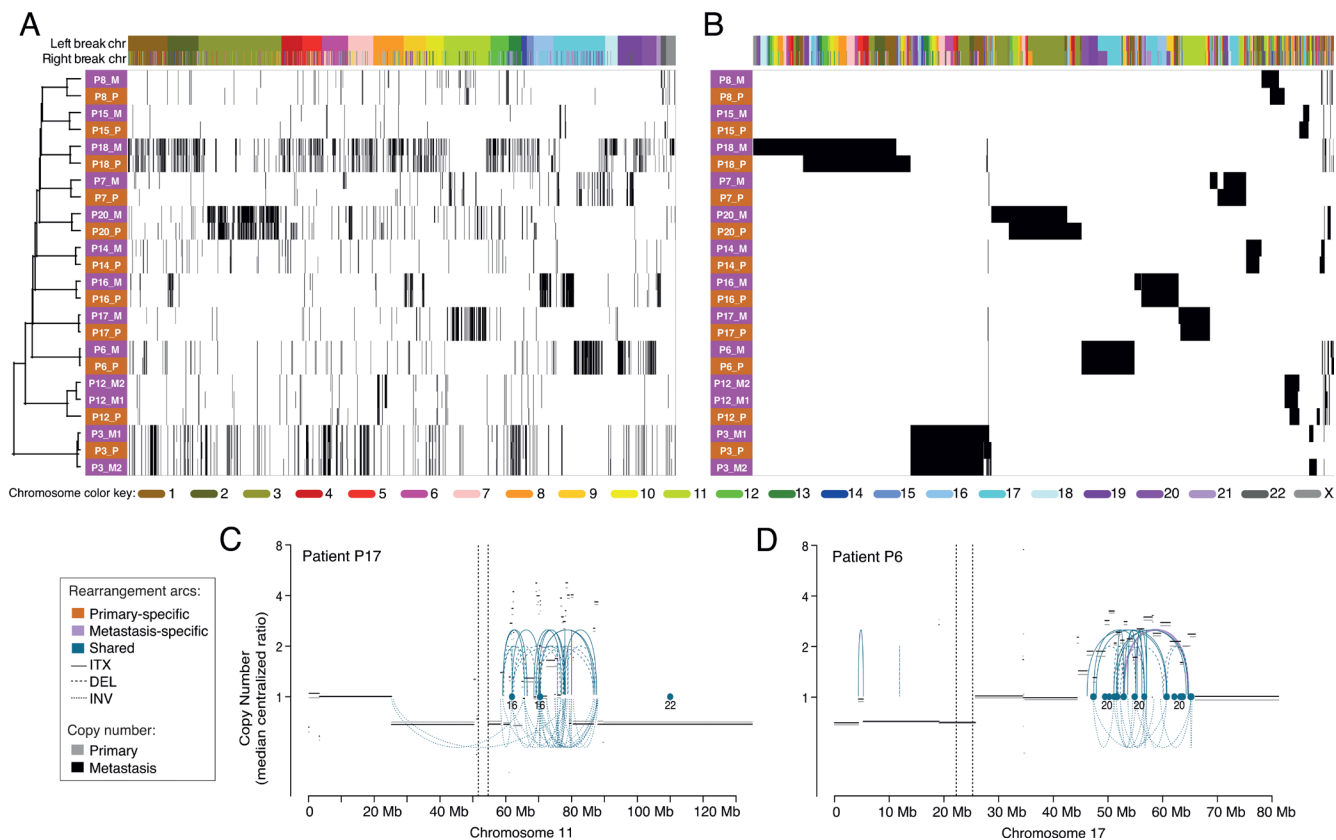 A
B
Left break chr
Right break chr
P8_M
P8_P
P15_M
P15_P
P18_M
P18_P
P7_M
P7_P
P20_M
P20_P
P14_M
P14_P
P16_M
P16_P
P17_M
P17_P
P6_M
P6_P
P12_M2
P12_M1
P12_P
P3_M1
P3_P
P3_M2
P8_M
P8_P
P15_M
P15_P
P18_M
P18_P
P7_M
P7_P
P20_M
P20_P
P14_M
P14_P
P16_M
P16_P
P17_M
P17_P
P6_M
P6_P
P12_M2
P12_M1
P12_P
P3_M1
P3_P
P3_M2
Chromosome color key: 1 2 3 4 5 6 7 8 9 10 11 12 13 14 15 16 17 18 19 20 21 22 X
Rearrangement arcs:
Primary-specific
Metastasis-specific
Shared
ITX
DEL
INV
Copy number:
Primary
Metastasis
C
Patient P17
Copy Number
(median centralized ratio)
8
4
2
1
16 16 22
0 Mb 20 Mb 40 Mb 60 Mb 80 Mb 100 Mb 120 Mb
Chromosome 11
D
Patient P6
8
4
2
1
20 20 20
0 Mb 10 Mb 20 Mb 30 Mb 40 Mb 50 Mb 60 Mb 70 Mb 80 Mb
Chromosome 17